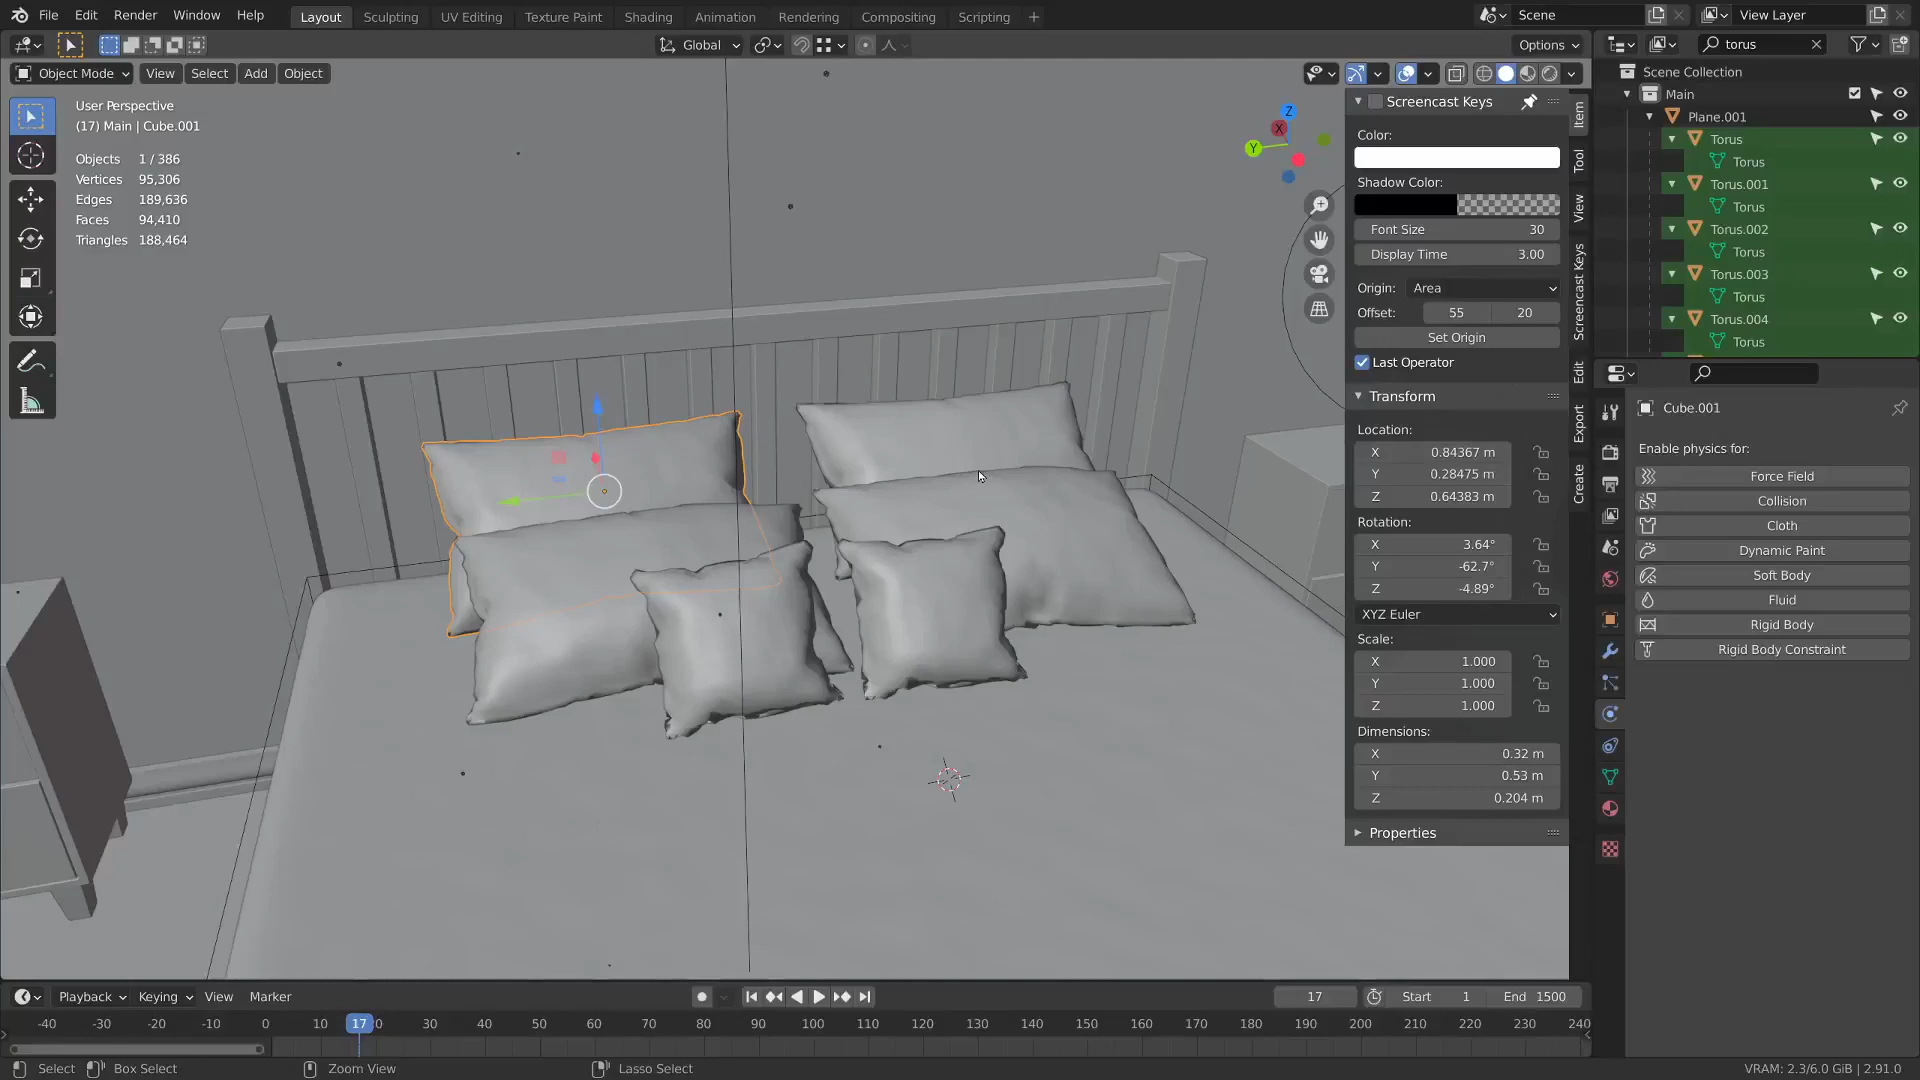 File Edit Render Window Help Layout Sculpting UV Editing Texture Paint Shading Animation Rendering Compositing Scripting + Scene View Layer
Global Options torus
Object Mode View Select Add Object
User Perspective
(17) Main | Cube.001
Objects 1 / 386
Vertices 95,306
Edges 189,636
Faces 94,410
Triangles 188,464
Z
X
Y
Screencast Keys
Color:
Shadow Color:
Font Size 30
Display Time 3.00
Origin: Area
Offset: 55 20
Set Origin
Last Operator
Transform
Location:
X 0.84367 m
Y 0.28475 m
Z 0.64383 m
Rotation:
X 3.64°
Y -62.7°
Z -4.89°
XYZ Euler
Scale:
X 1.000
Y 1.000
Z 1.000
Dimensions:
X 0.32 m
Y 0.53 m
Z 0.204 m
Properties
Item
Tool
View
Screencast Keys
Edit
Export
Create
Scene Collection
Main
Plane.001
Torus
Torus
Torus.001
Torus
Torus.002
Torus
Torus.003
Torus
Torus.004
Torus
Cube.001
Enable physics for:
Force Field
Collision
Cloth
Dynamic Paint
Soft Body
Fluid
Rigid Body
Rigid Body Constraint
Playback Keying View Marker 17 Start 1 End 1500
-40 -30 -20 -10 0 10 17 20 30 40 50 60 70 80 90 100 110 120 130 140 150 160 170 180 190 200 210 220 230 240
Select Box Select Zoom View Lasso Select VRAM: 2.3/6.0 GiB | 2.91.0